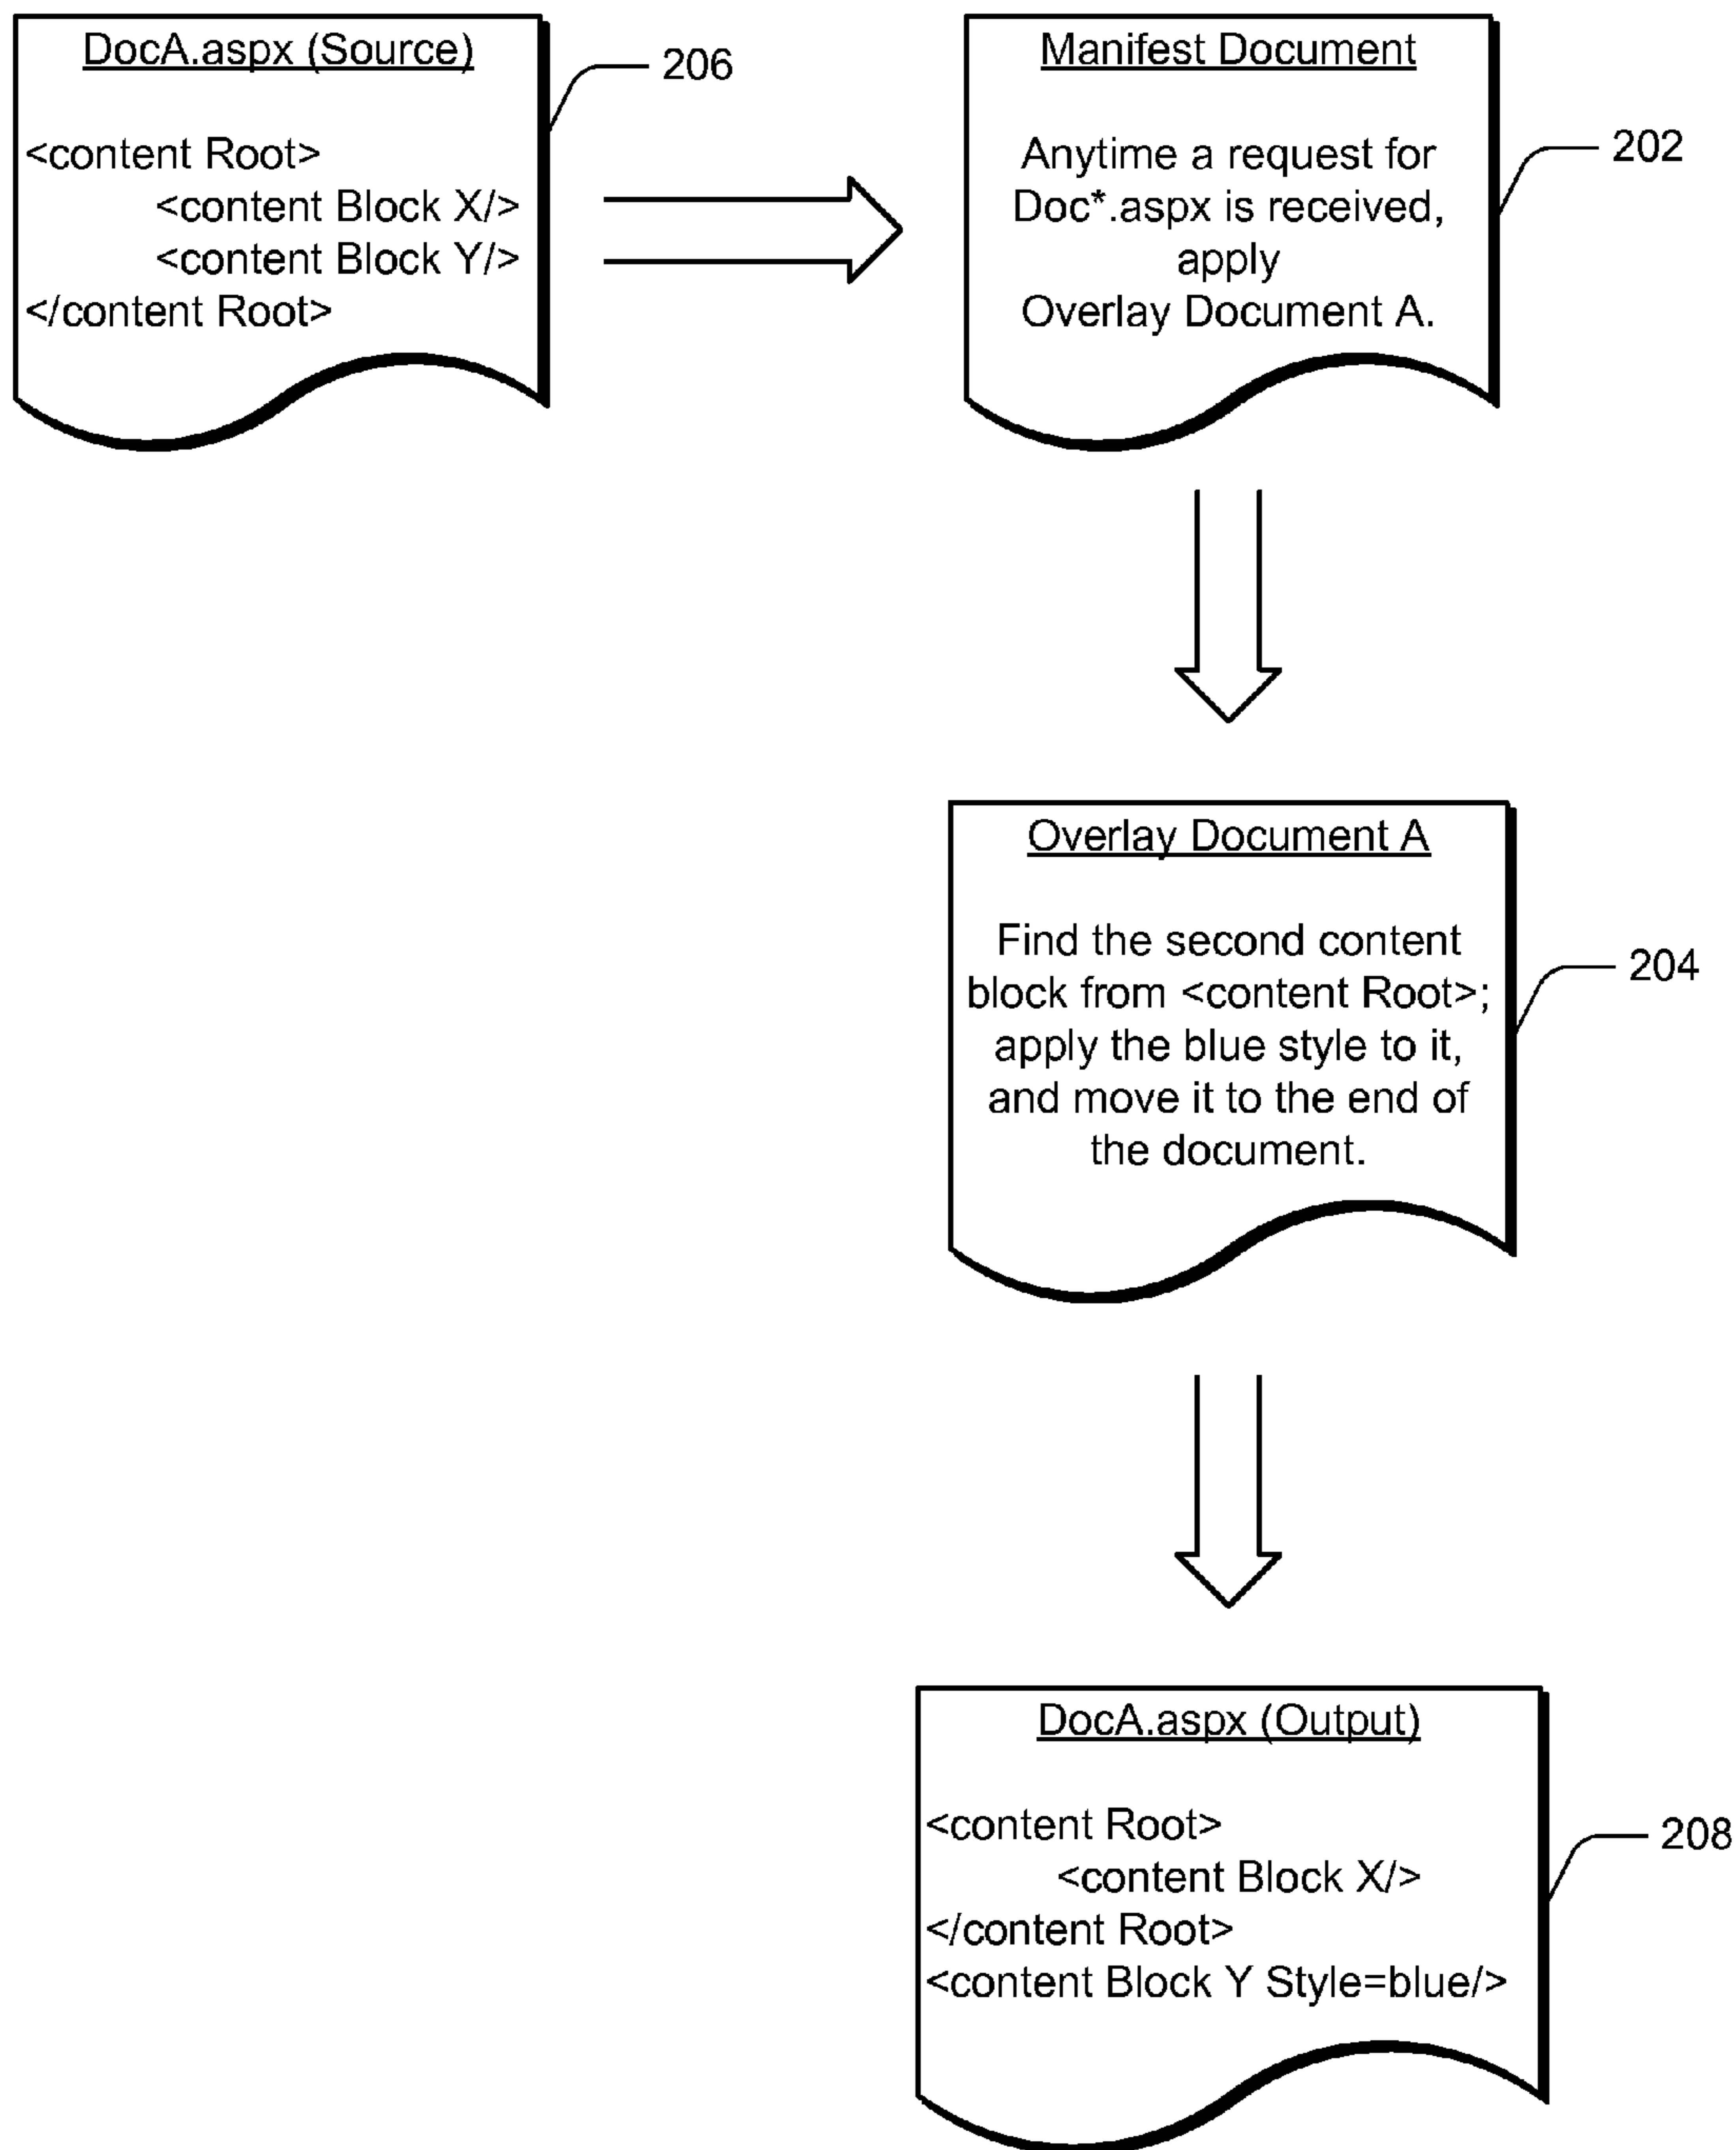 DocA.aspx (Source)
<content Root>
<content Block X/>
<content Block Y/>
</content Root>
206
Manifest Document
Anytime a request for
Doc*.aspx is received,
apply
Overlay Document A.
202
Overlay Document A
Find the second content
block from <content Root>;
apply the blue style to it,
and move it to the end of
the document.
204
DocA.aspx (Output)
<content Root>
<content Block X/>
</content Root>
<content Block Y Style=blue/>
208